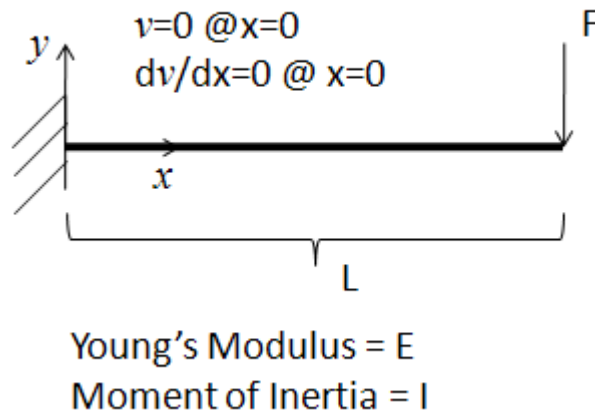 v=0 @x=0
dv/dx=0 @ x=0
F
y
x
L
Young's Modulus = E
Moment of Inertia = I